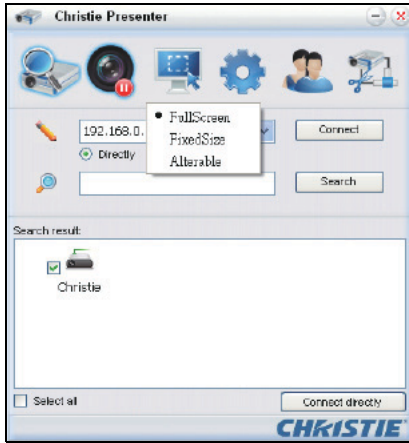 Christie Presenter
FullScreen
FixedSize
Alterable
192.168.0.
Connect
Directly
Search
Search result:
Christie
Select all
Connect directly
CHRISTIE